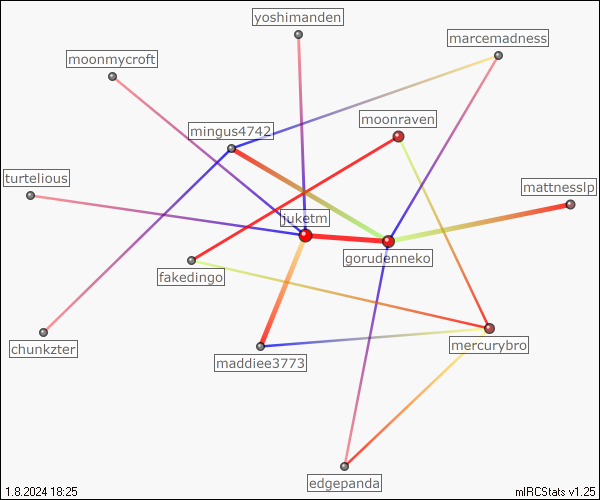 yoshimanden
marcemadness
moonmycroft
moonraven
mingus4742
turtelious
mattnesslp
juketm
gorudenneko
fakedingo
chunkzter
mercurybro
maddiee3773
edgepanda
1.8.2024 18:25
mIRCStats v1.25